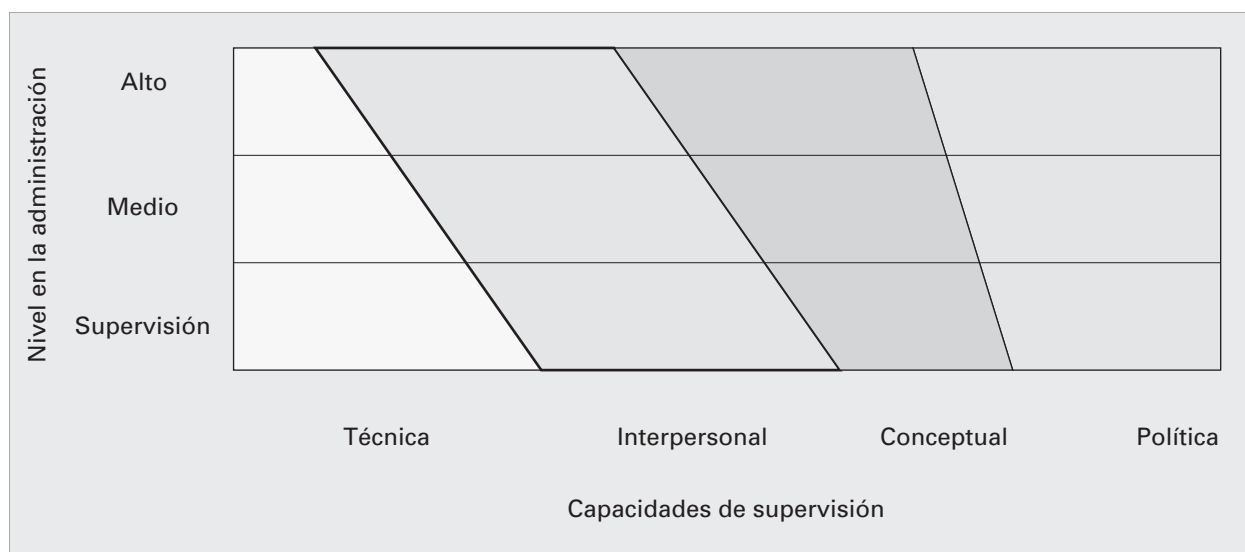 Nivel en la administración
Alto
Medio
Supervisión
Técnica Interpersonal Conceptual Política
Capacidades de supervisión